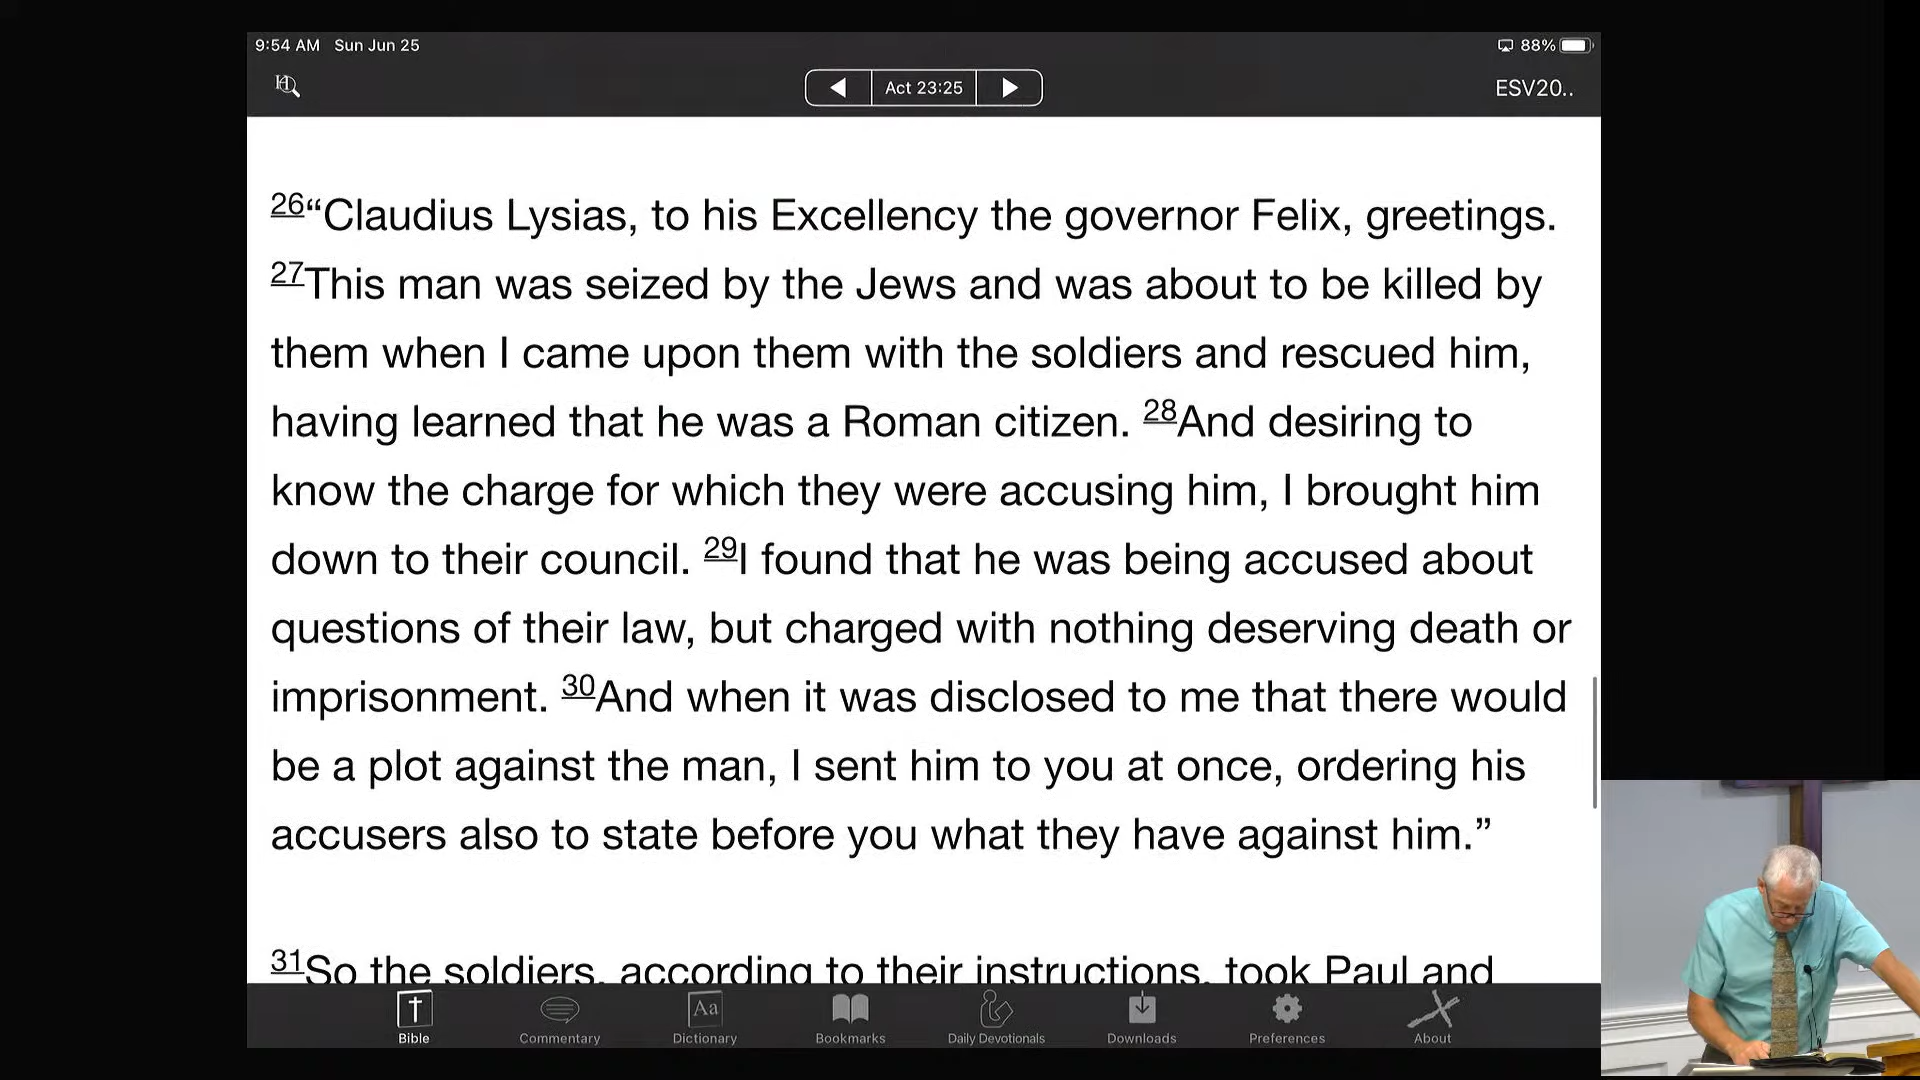 9:54 AM Sun Jun 25
88%
Act 23:25
ESV20..
26“Claudius Lysias, to his Excellency the governor Felix, greetings.
27This man was seized by the Jews and was about to be killed by
them when I came upon them with the soldiers and rescued him,
having learned that he was a Roman citizen. 28And desiring to
know the charge for which they were accusing him, I brought him
down to their council. 29I found that he was being accused about
questions of their law, but charged with nothing deserving death or
imprisonment. 30And when it was disclosed to me that there would
be a plot against the man, I sent him to you at once, ordering his
accusers also to state before you what they have against him.”
31So the soldiers, according to their instructions, took Paul and
Aa
Bible
Commentary
Dictionary
Bookmarks
Daily Devotionals
Downloads
Preferences
About